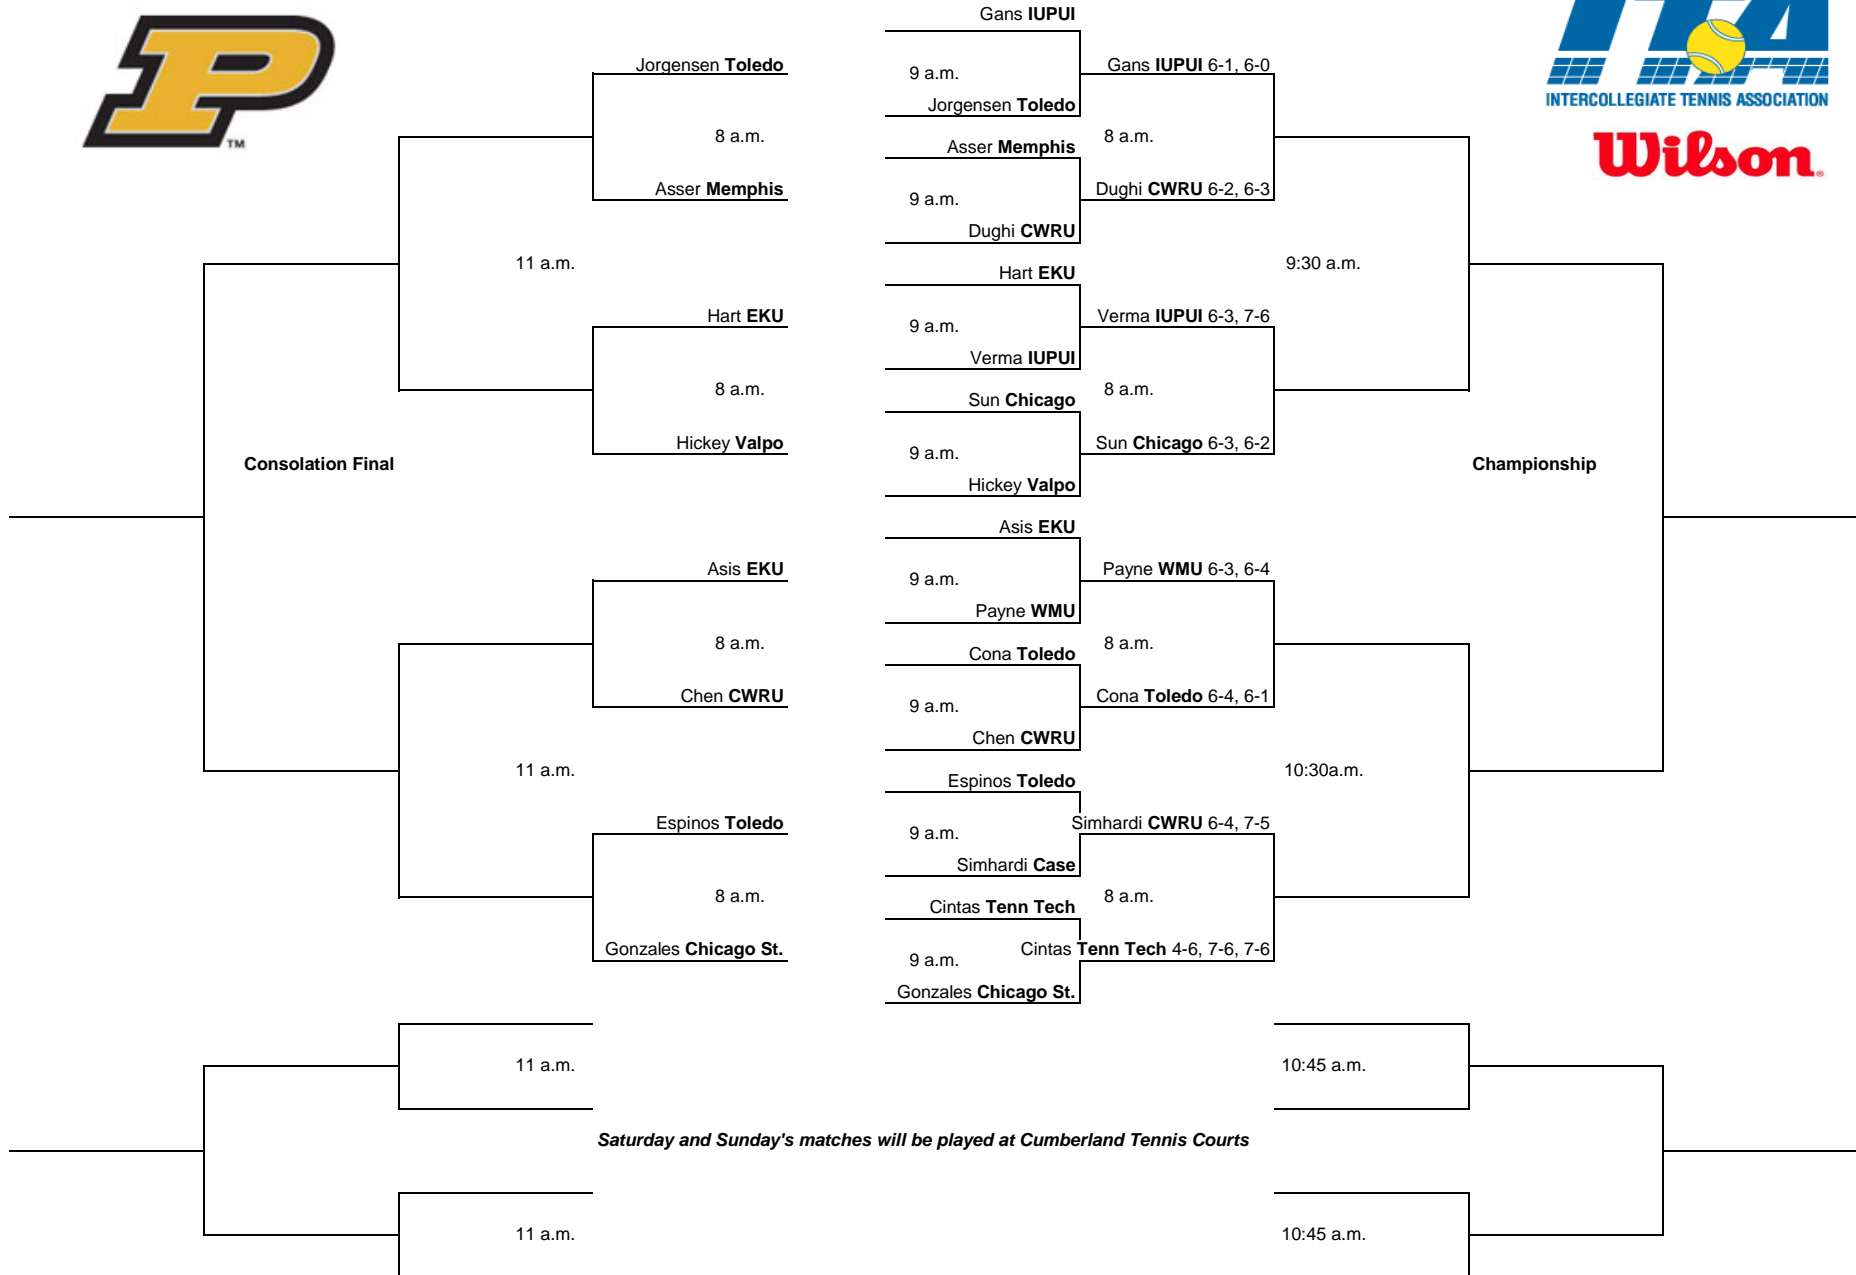 Gans IUPUI
ITA
INTERCOLLEGIATE TENNIS ASSOCIATION
Wilson®
P
TM
Jorgensen Toledo
9 a.m.
Gans IUPUI 6-1, 6-0
Jorgensen Toledo
8 a.m.
Asser Memphis
8 a.m.
Asser Memphis
9 a.m.
Dughi CWRU 6-2, 6-3
Dughi CWRU
11 a.m.
Hart EKU
9:30 a.m.
Hart EKU
9 a.m.
Verma IUPUI 6-3, 7-6
Verma IUPUI
8 a.m.
Sun Chicago
8 a.m.
Hickey Valpo
9 a.m.
Sun Chicago 6-3, 6-2
Consolation Final
Championship
Hickey Valpo
Asis EKU
Asis EKU
9 a.m.
Payne WMU 6-3, 6-4
Payne WMU
8 a.m.
Cona Toledo
8 a.m.
Chen CWRU
9 a.m.
Cona Toledo 6-4, 6-1
Chen CWRU
11 a.m.
Espinos Toledo
10:30a.m.
Espinos Toledo
9 a.m.
Simhardi CWRU 6-4, 7-5
Simhardi Case
8 a.m.
Cintas Tenn Tech
8 a.m.
Gonzales Chicago St.
9 a.m.
Cintas Tenn Tech 4-6, 7-6, 7-6
Gonzales Chicago St.
11 a.m.
10:45 a.m.
Saturday and Sunday's matches will be played at Cumberland Tennis Courts
11 a.m.
10:45 a.m.